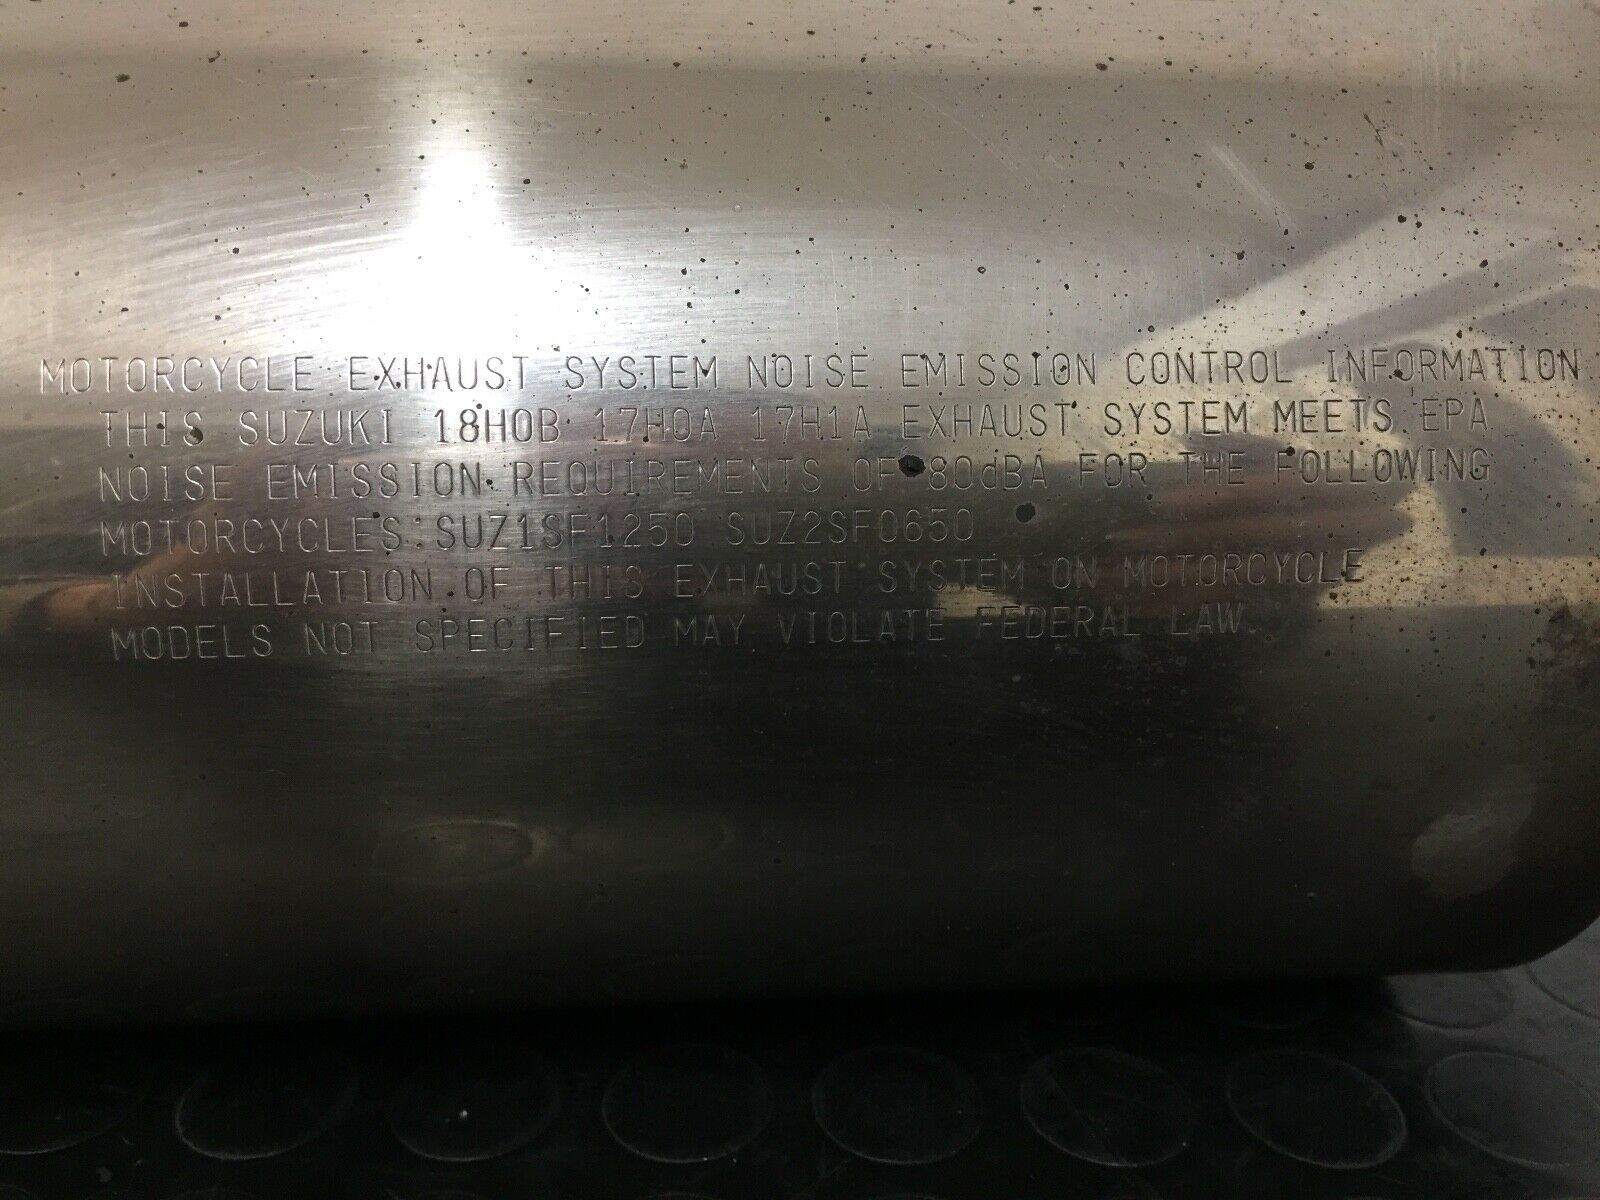 MOTORCYCLE EXHAUST SYSTEM NOISE EMISSION CONTROL INFORMATION
THIS SUZUKI 18H0B 17H0A 17H1A EXHAUST SYSTEM MEETS EPA
NOISE EMISSION REQUIREMENTS OF 80dBA FOR THE FOLLOWING
MOTORCYCLES:SUZ1SF1250 SUZ2SF0650
INSTALLATION OF THIS EXHAUST SYSTEM ON MOTORCYCLE
MODELS NOT SPECIFIED MAY VIOLATE FEDERAL LAW.